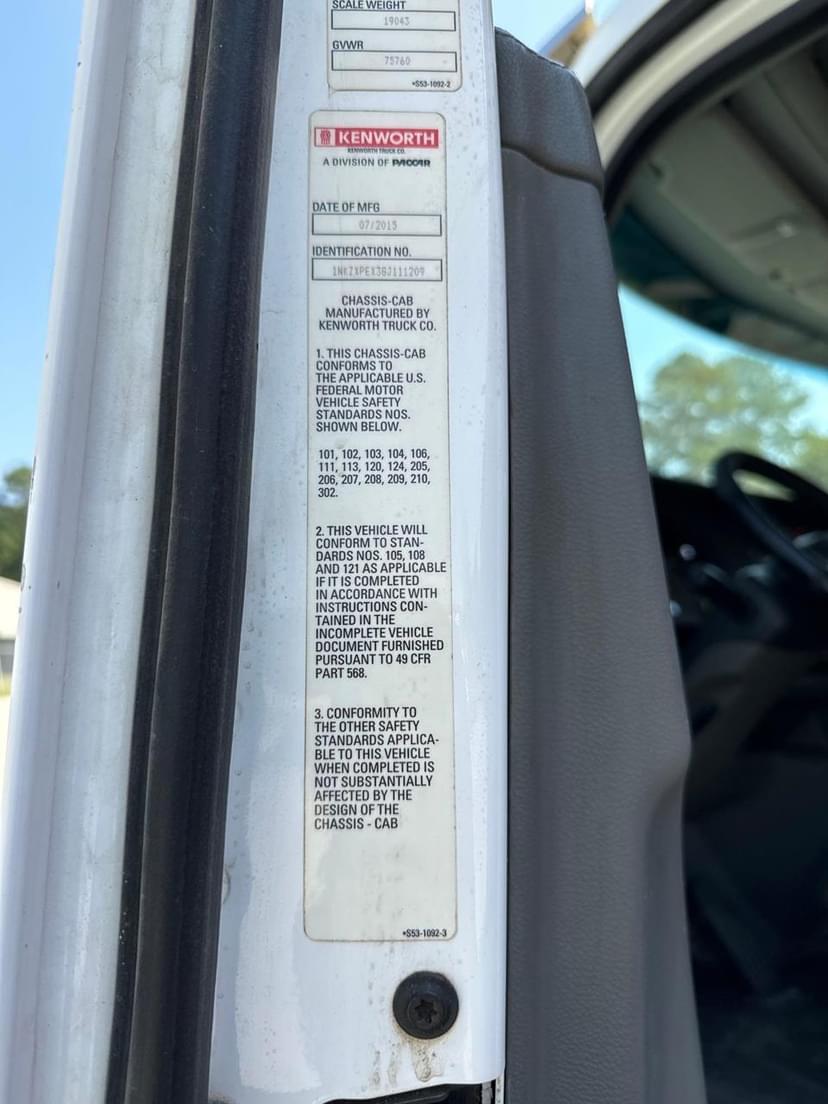 SCALE WEIGHT
19043
GVWR
75760
*S53-1092-2
KENWORTH
KENWORTH TRUCK CO.
A DIVISION OF PACCAR
DATE OF MFG
07/2015
IDENTIFICATION NO.
1NKZXPEX3GJ111209
CHASSIS-CAB
MANUFACTURED BY
KENWORTH TRUCK CO.
1. THIS CHASSIS-CAB
CONFORMS TO
THE APPLICABLE U.S.
FEDERAL MOTOR
VEHICLE SAFETY
STANDARDS NOS.
SHOWN BELOW.
101, 102, 103, 104, 106,
111, 113, 120, 124, 205,
206, 207, 208, 209, 210,
302.
2. THIS VEHICLE WILL
CONFORM TO STAN-
DARDS NOS. 105, 108
AND 121 AS APPLICABLE
IF IT IS COMPLETED
IN ACCORDANCE WITH
INSTRUCTIONS CON-
TAINED IN THE
INCOMPLETE VEHICLE
DOCUMENT FURNISHED
PURSUANT TO 49 CFR
PART 568.
3. CONFORMITY TO
THE OTHER SAFETY
STANDARDS APPLICA-
BLE TO THIS VEHICLE
WHEN COMPLETED IS
NOT SUBSTANTIALLY
AFFECTED BY THE
DESIGN OF THE
CHASSIS - CAB
*S53-1092-3